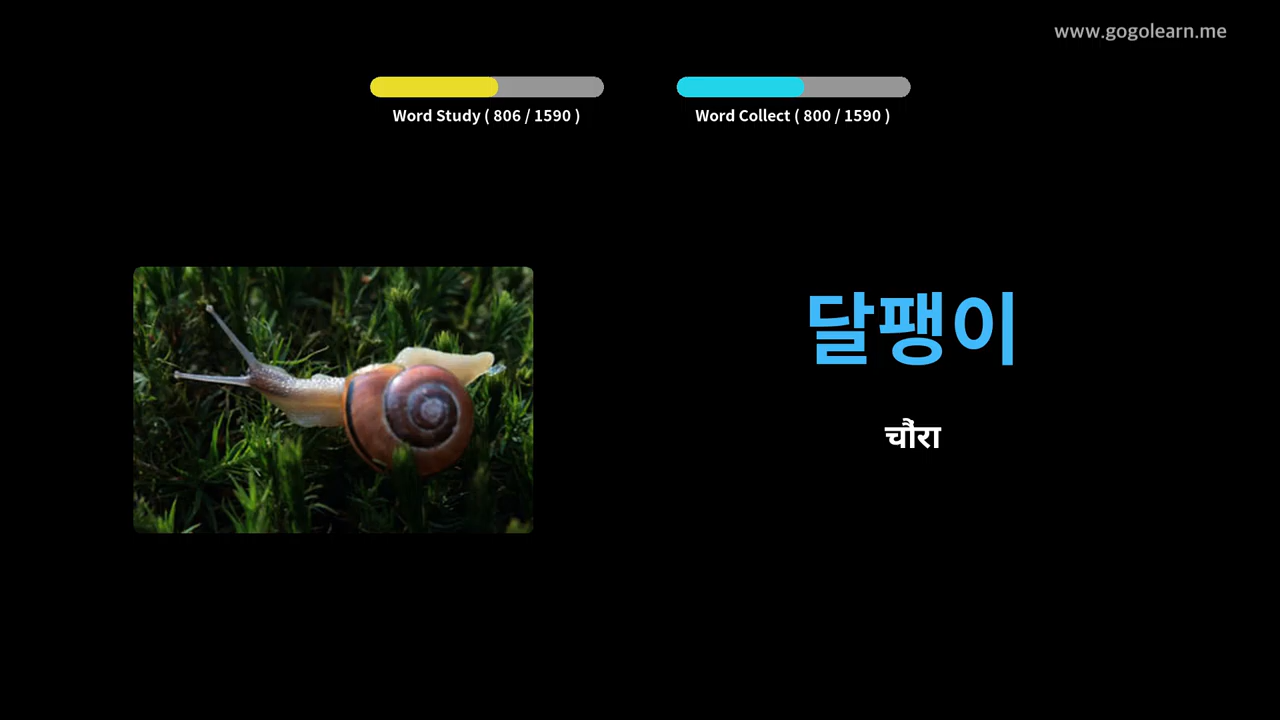 www.gogolearn.me
Word Study ( 806 / 1590 )
Word Collect ( 800 / 1590 )
달팽이
चौंरा